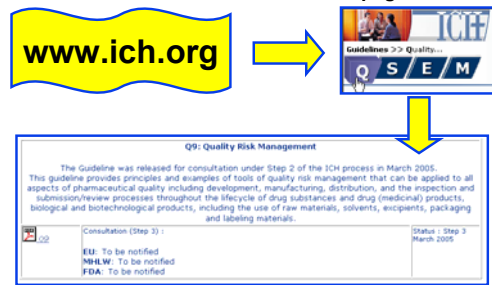 www.ich.org
ICH
Guidelines >> Quality...
Q S / E / M
Q9: Quality Risk Management
The Guideline was released for consultation under Step 2 of the ICH process in March 2005.
This guideline provides principles and examples of tools of quality risk management that can be applied to all
aspects of pharmaceutical quality including development, manufacturing, distribution, and the inspection and
submission/review processes throughout the lifecycle of drug substances and drug (medicinal) products,
biological and biotechnological products, including the use of raw materials, solvents, excipients, packaging
and labeling materials.
Q9
Consultation (Step 3) :
EU: To be notified
MHLW: To be notified
FDA: To be notified
Status : Step 3
March 2005